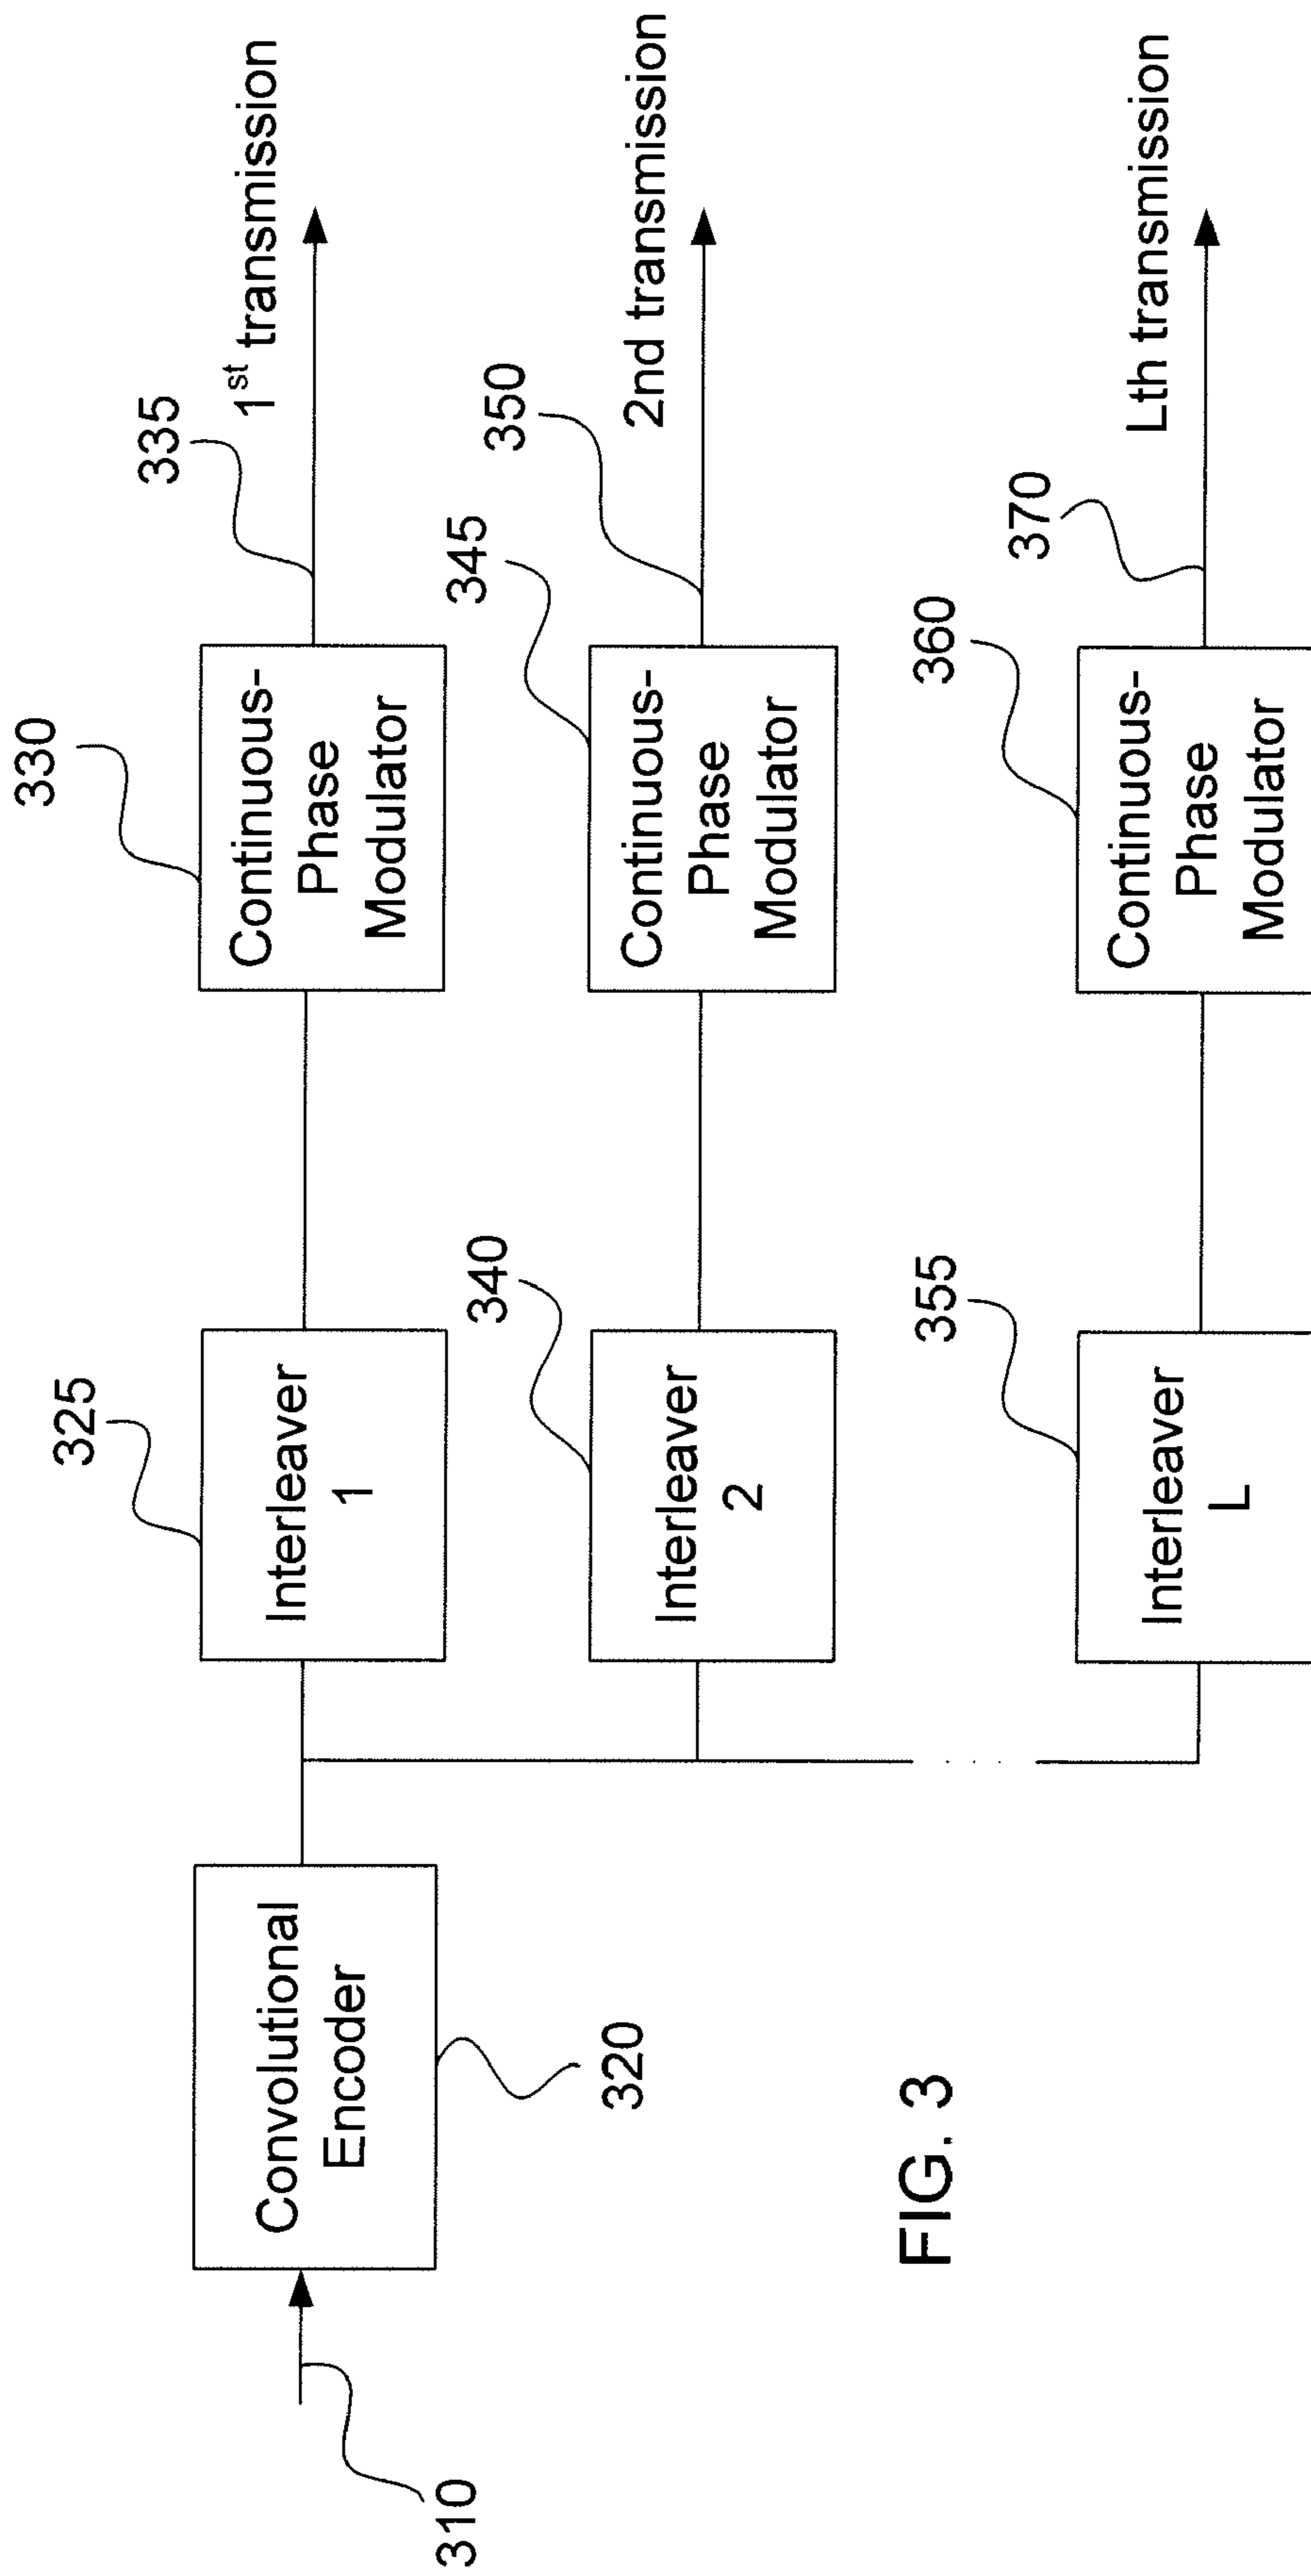 310
Convolutional
Encoder
320
325
Interleaver
1
330
Continuous-
Phase
Modulator
335
1st transmission
340
Interleaver
2
345
Continuous-
Phase
Modulator
350
2nd transmission
355
Interleaver
L
360
Continuous-
Phase
Modulator
370
Lth transmission
FIG. 3